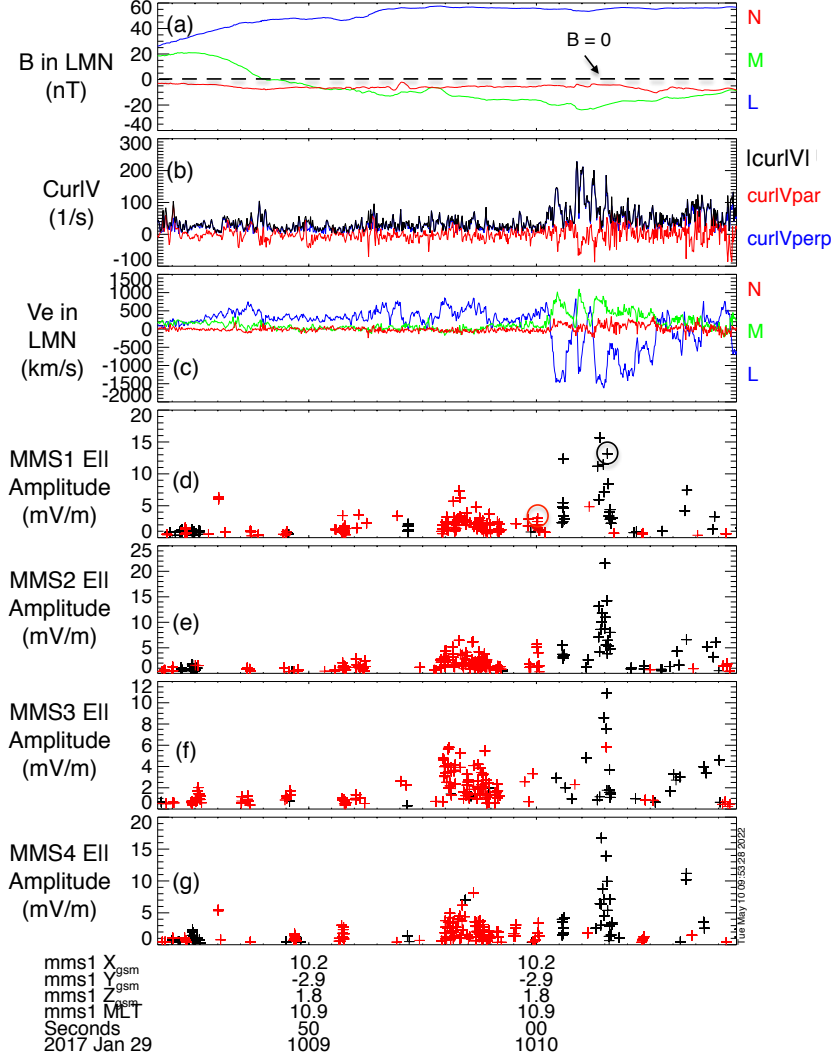 60
40
20
0
-20
-40
B in LMN
(nT)
(a)
B = 0
N
M
L
300
200
100
0
-100
CurlV
(1/s)
(b)
|curlV|
curlVpar
curlVperp
1500
1000
500
0
-500
-1000
-1500
-2000
Ve in
LMN
(km/s)
(c)
N
M
L
20
15
10
5
0
MMS1 Ell
Amplitude
(mV/m)
(d)
25
20
15
10
5
0
MMS2 Ell
Amplitude
(mV/m)
(e)
12
10
8
6
4
2
0
MMS3 Ell
Amplitude
(mV/m)
(f)
20
15
10
5
0
MMS4 Ell
Amplitude
(mV/m)
(g)
Tue May 10 09:53:28 2022
mms1 Xgsm 10.2 10.2
mms1 Ygsm -2.9 -2.9
mms1 Zgsm 1.8 1.8
mms1 MLT 10.9 10.9
Seconds 50 00
2017 Jan 29 1009 1010